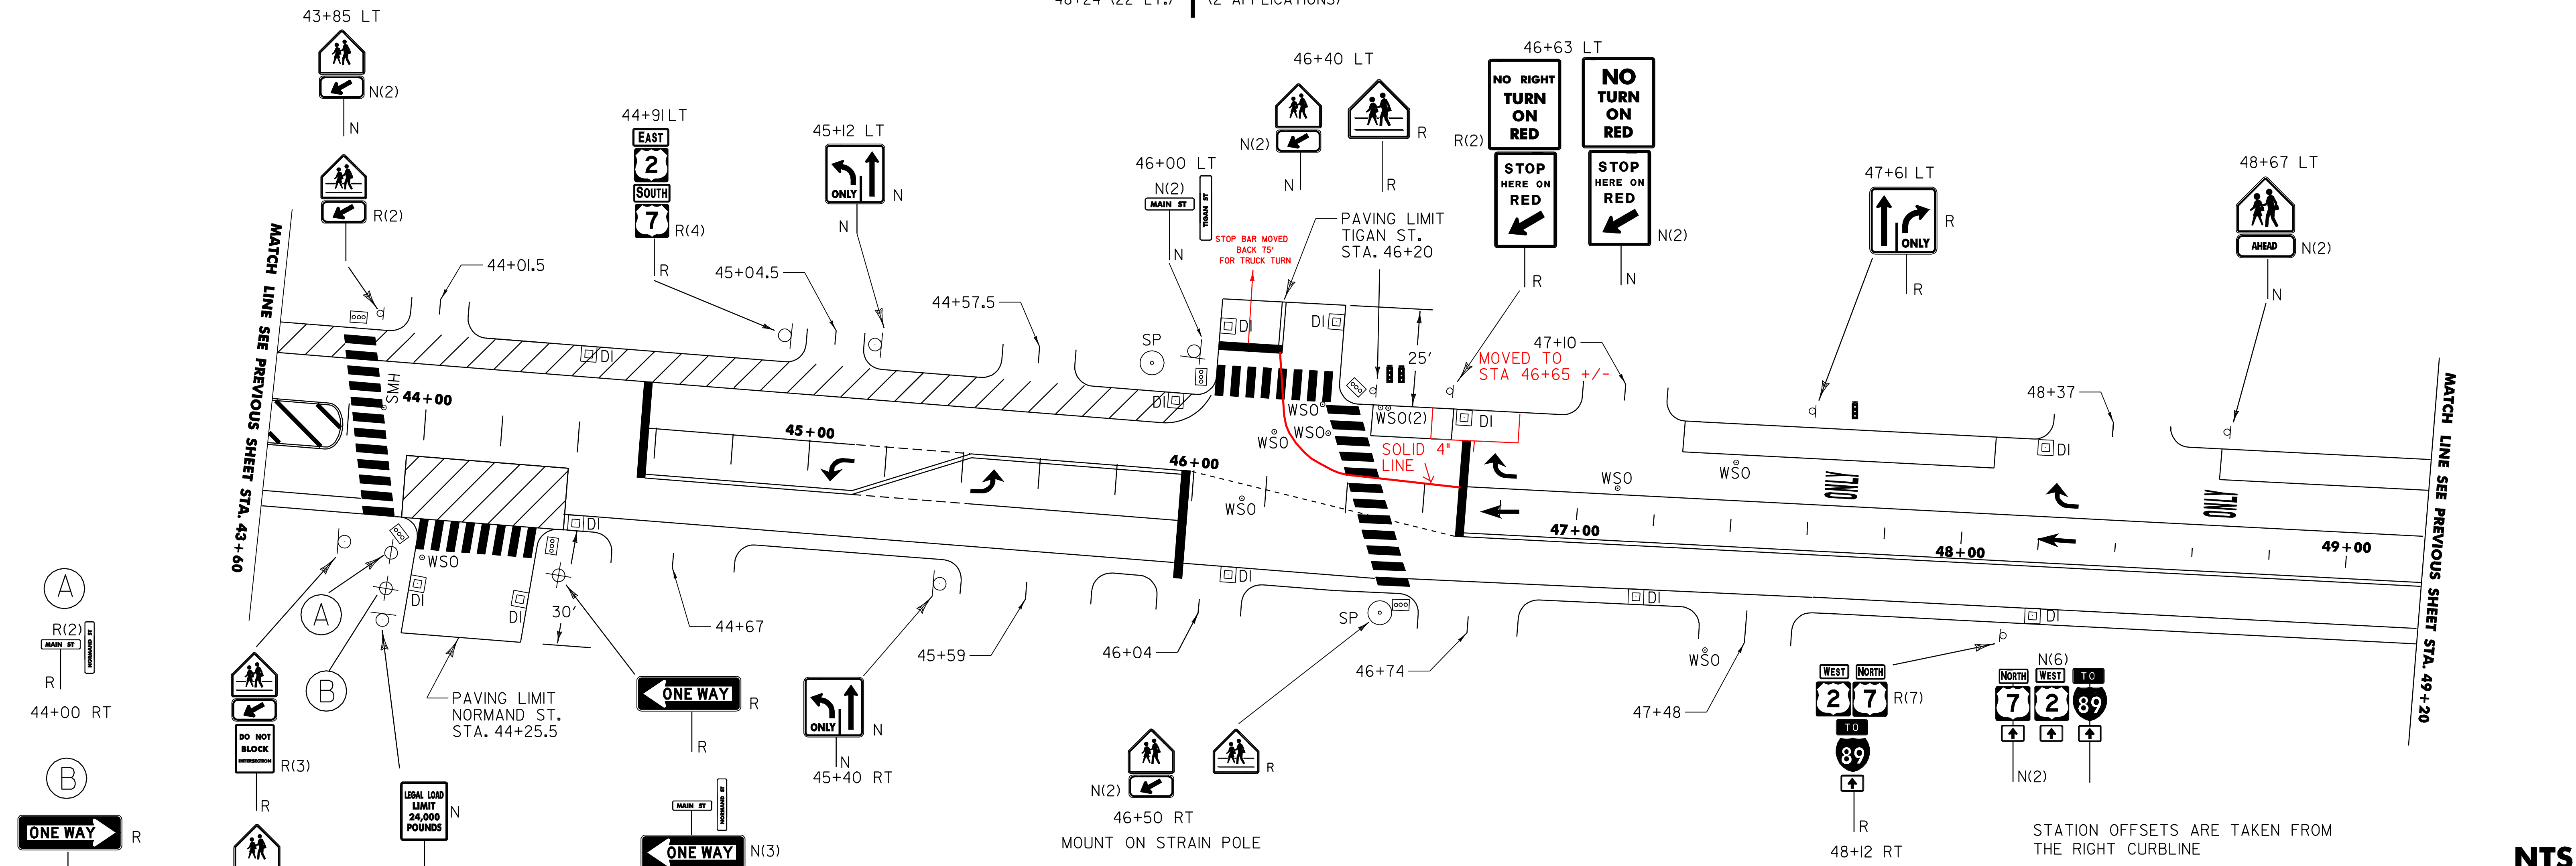 48+24 (22 LT.)
(2 APPLICATIONS)
43+85 LT
N(2)
N
R(2)
44+01.5
44+91 LT
EAST
2
SOUTH
7
R(4)
R
45+04.5
45+12 LT
ONLY
N
N
44+57.5
46+00 LT
N(2)
MAIN ST
TIGAN ST
N
STOP BAR MOVED
BACK 75'
FOR TRUCK TURN
46+40 LT
N(2)
N
R
R
PAVING LIMIT
TIGAN ST.
STA. 46+20
46+63 LT
NO RIGHT
TURN
ON
RED
R(2)
STOP
HERE ON
RED
R
NO
TURN
ON
RED
STOP
HERE ON
RED
N(2)
N
47+61 LT
ONLY
R
R
48+67 LT
AHEAD
N(2)
N
MATCH LINE SEE PREVIOUS SHEET STA. 43+60
SMH
44+00
DI
45+00
SP
DI
DI
DI
25'
47+10
MOVED TO
STA 46+65 +/-
48+37
WSO
WSO(2)
DI
WSO
WSO
SOLID 4"
LINE
46+00
WSO
WSO
WSO
ONLY
ONLY
DI
47+00
48+00
49+00
MATCH LINE SEE PREVIOUS SHEET STA. 49+20
DI
WSO
DI
DI
30'
44+67
45+59
DI
46+04
SP
46+74
DI
WSO
47+48
DI
A
R(2)
MAIN ST
NORMAND ST
R
44+00 RT
B
ONE WAY
R
A
B
DO NOT
BLOCK
INTERSECTION
R(3)
R
PAVING LIMIT
NORMAND ST.
STA. 44+25.5
LEGAL LOAD
LIMIT
24,000
POUNDS
N
ONE WAY
R
R
MAIN ST
NORMAND ST
ONE WAY
N(3)
ONLY
N
N
45+40 RT
N(2)
R
46+50 RT
MOUNT ON STRAIN POLE
WEST
NORTH
2
7
R(7)
TO
89
R
48+12 RT
N(6)
NORTH
WEST
TO
7
2
89
N(2)
STATION OFFSETS ARE TAKEN FROM
THE RIGHT CURBLINE
NTS